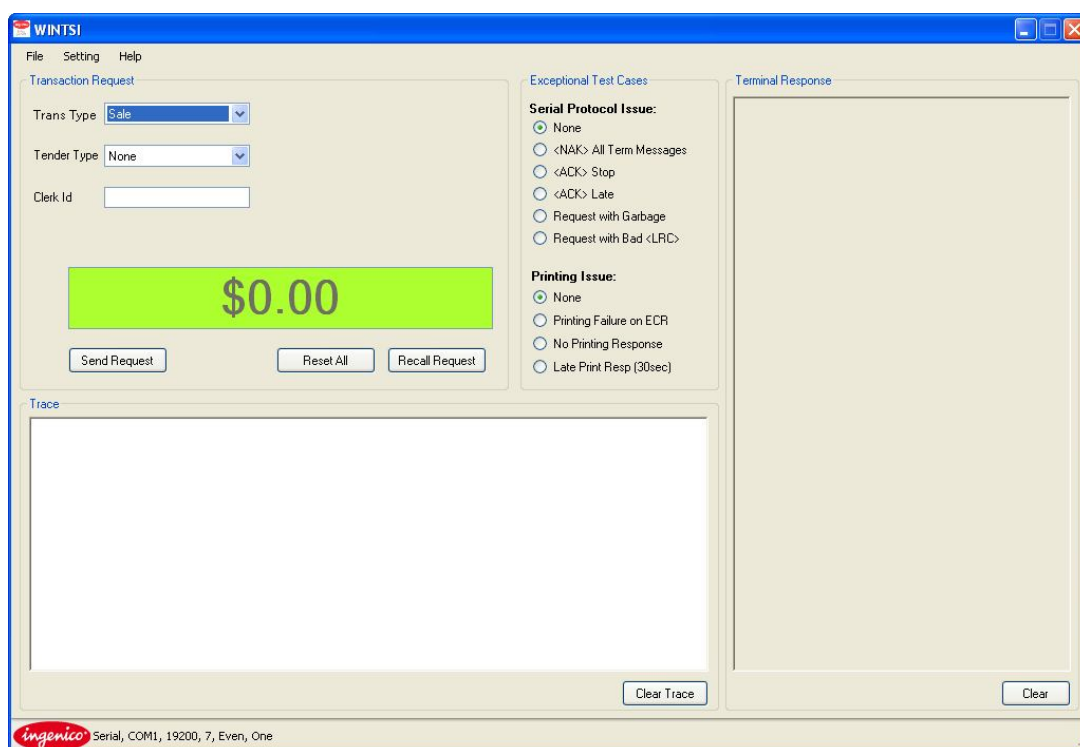 WINTSI
File Setting Help
Transaction Request
Trans Type Sale
Tender Type None
Clerk Id
$0.00
Send Request Reset All Recall Request
Exceptional Test Cases
Serial Protocol Issue:
None
<NAK> All Term Messages
<ACK> Stop
<ACK> Late
Request with Garbage
Request with Bad <LRC>
Printing Issue:
None
Printing Failure on ECR
No Printing Response
Late Print Resp (30sec)
Terminal Response
Trace
Clear Trace
Clear
ingenico Serial, COM1, 19200, 7, Even, One